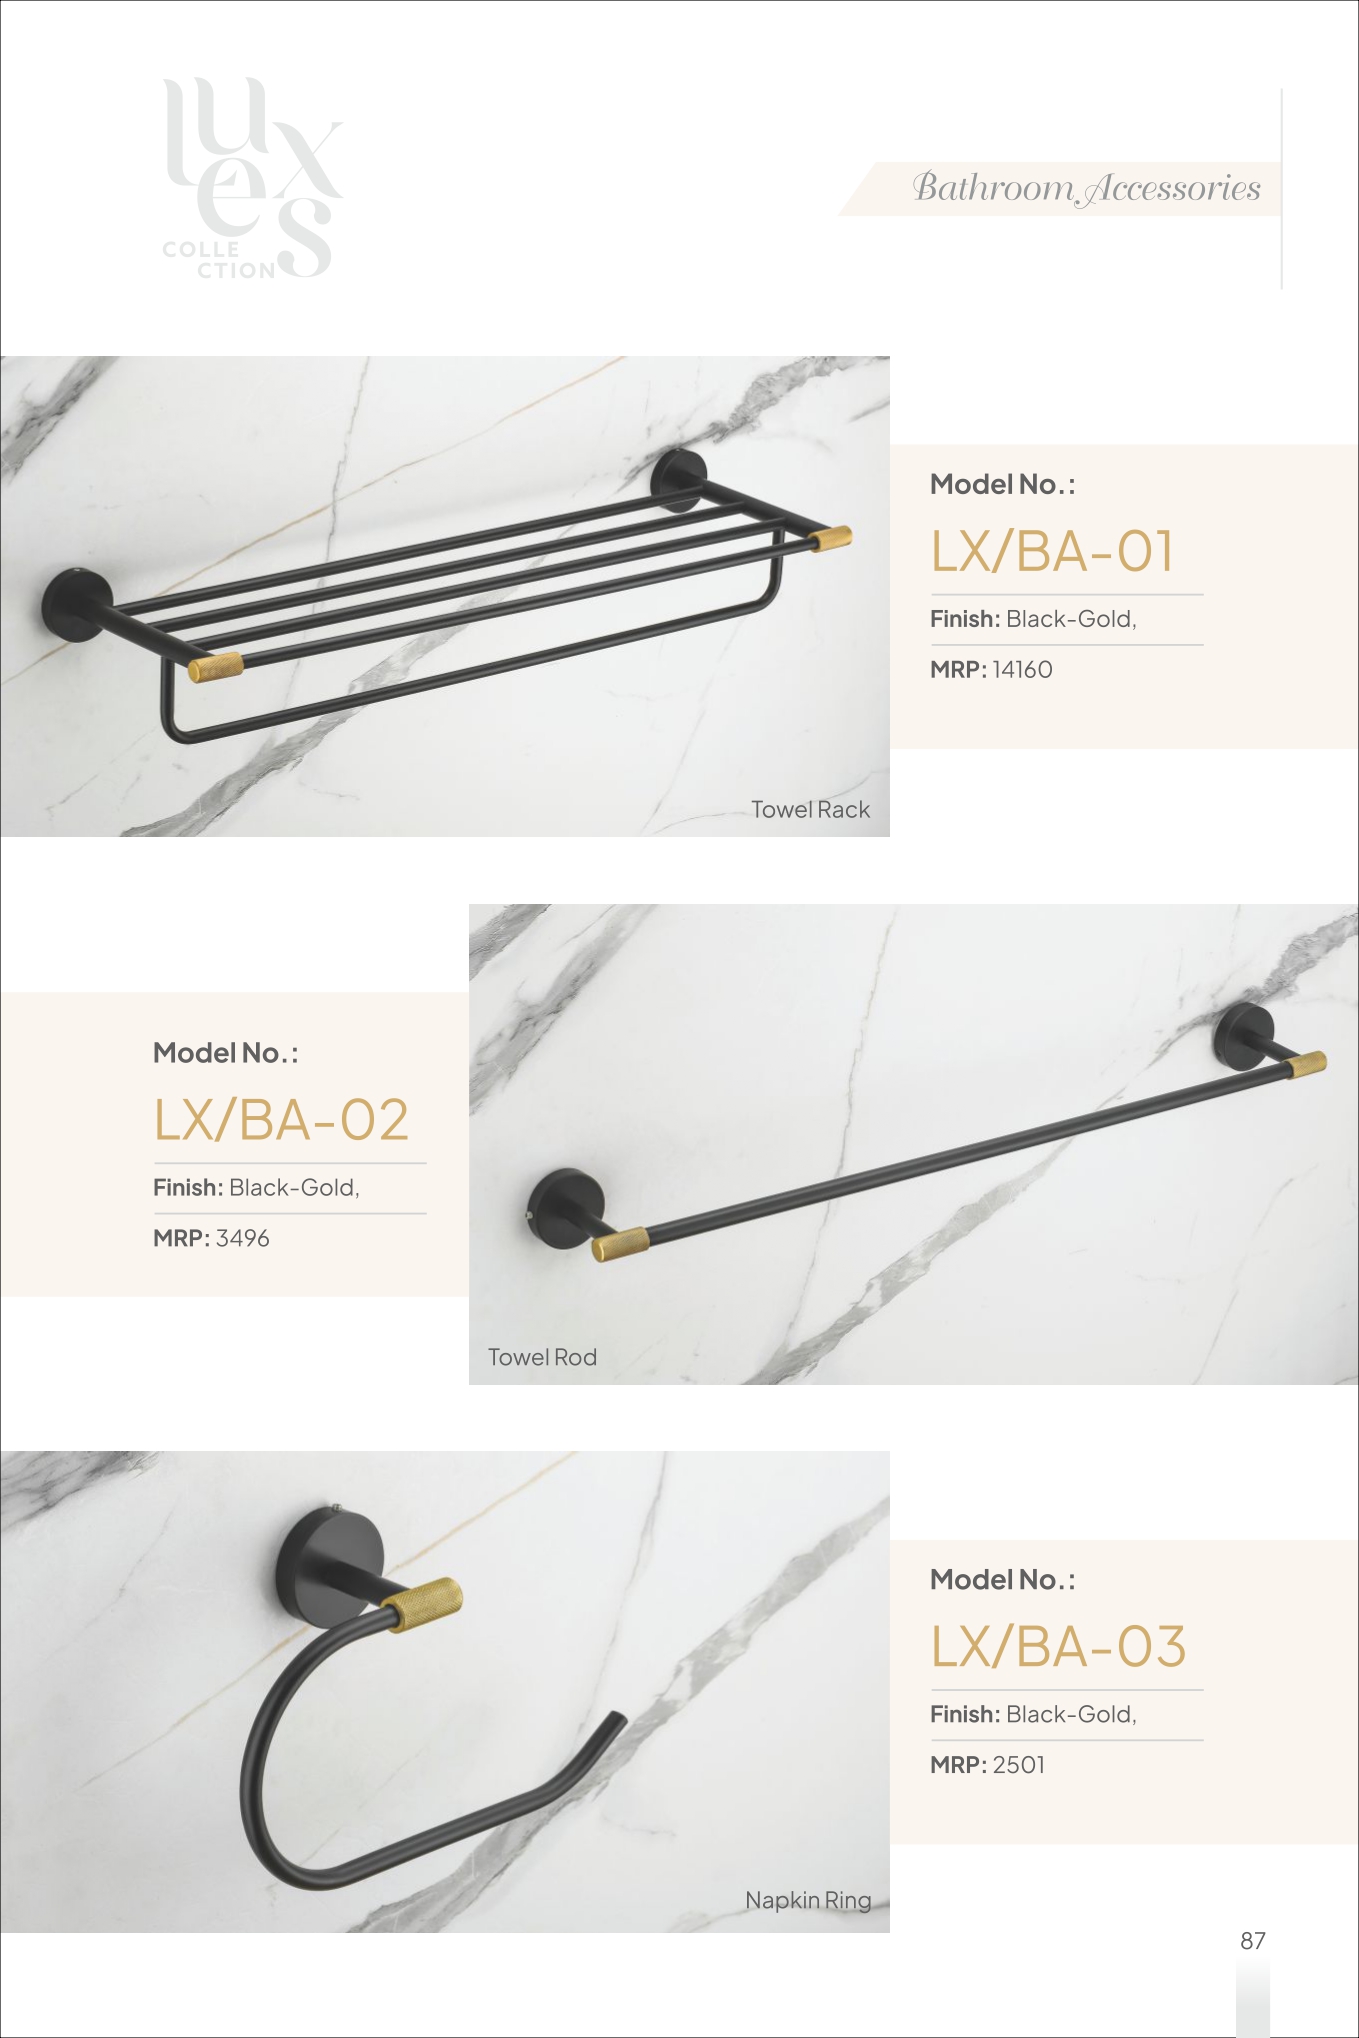 luxes
COLLE
CTION
Bathroom Accessories
Model No.:
LX/BA-01
Finish: Black-Gold,
MRP: 14160
Towel Rack
Model No.:
LX/BA-02
Finish: Black-Gold,
MRP: 3496
Towel Rod
Model No.:
LX/BA-03
Finish: Black-Gold,
MRP: 2501
Napkin Ring
87